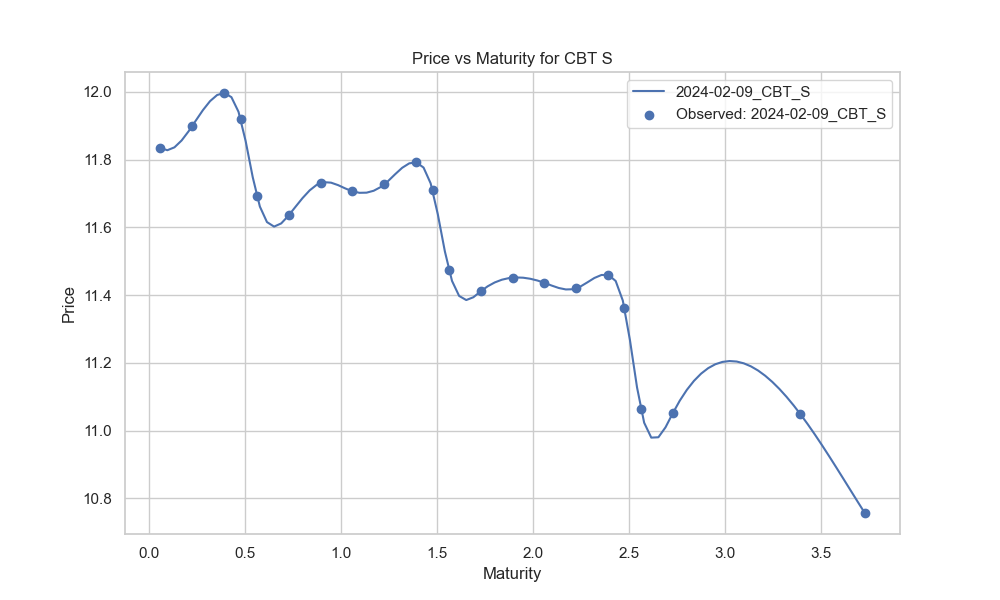 Price vs Maturity for CBT S
2024-02-09_CBT_S
Observed: 2024-02-09_CBT_S
Price
12.0
11.8
11.6
11.4
11.2
11.0
10.8
0.0 0.5 1.0 1.5 2.0 2.5 3.0 3.5
Maturity